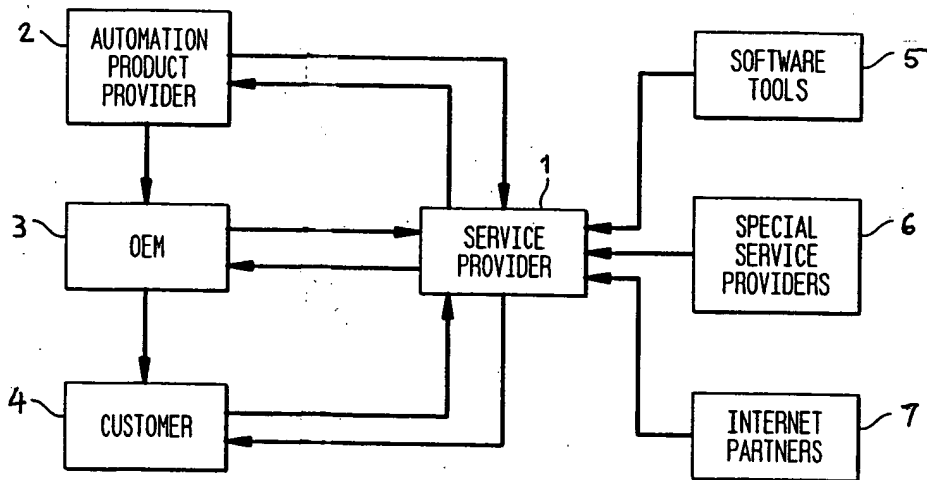 2
AUTOMATION
PRODUCT
PROVIDER
SOFTWARE
TOOLS
5
1
3
OEM
SERVICE
PROVIDER
SPECIAL
SERVICE
PROVIDERS
6
4
CUSTOMER
INTERNET
PARTNERS
7